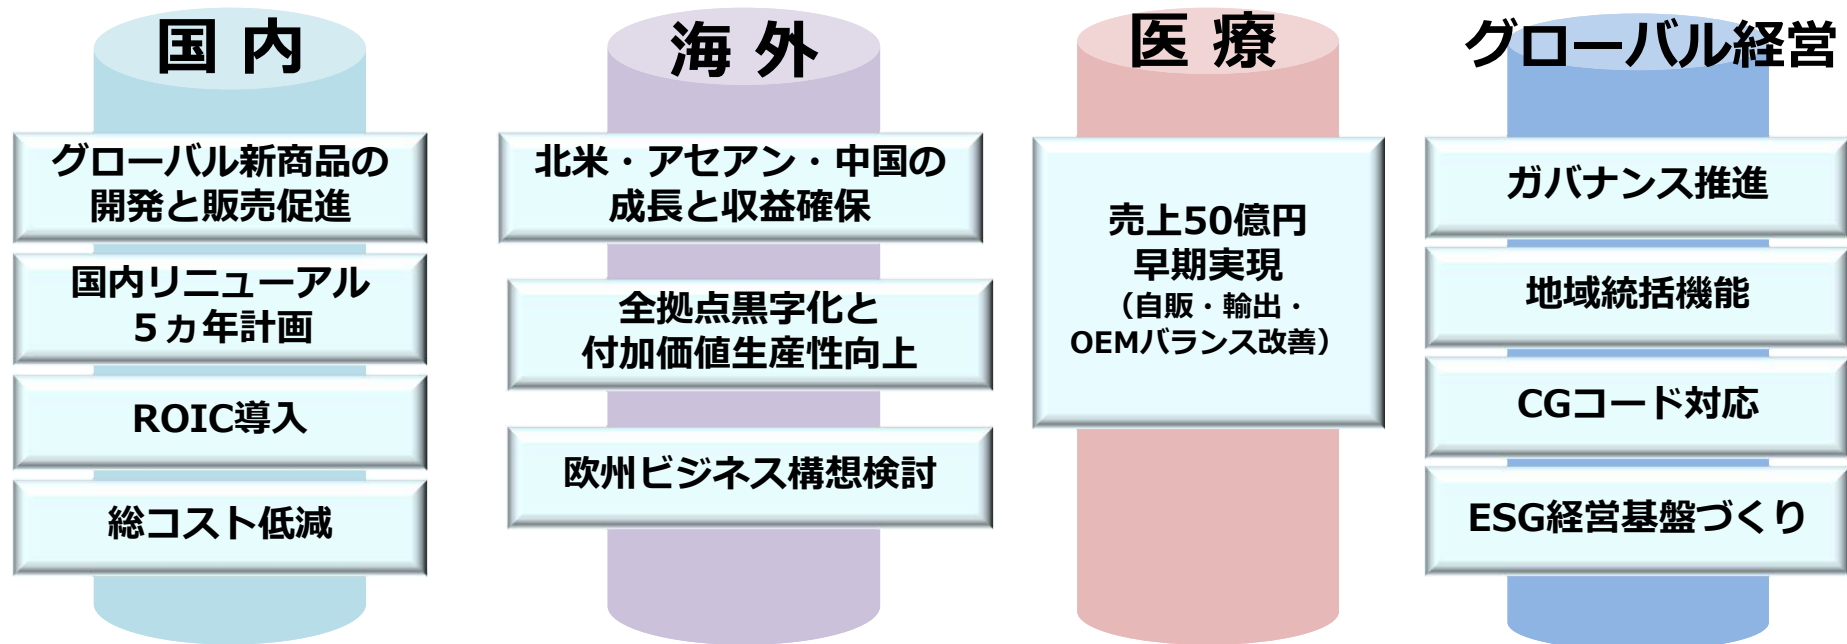 国 内
グローバル新商品の
開発と販売促進
国内リニューアル
５ヵ年計画
ROIC導入
総コスト低減
海 外
北米・アセアン・中国の
成長と収益確保
全拠点黒字化と
付加価値生産性向上
欧州ビジネス構想検討
医 療
売上50億円
早期実現
（自販・輸出・
OEMバランス改善）
グローバル経営
ガバナンス推進
地域統括機能
CGコード対応
ESG経営基盤づくり